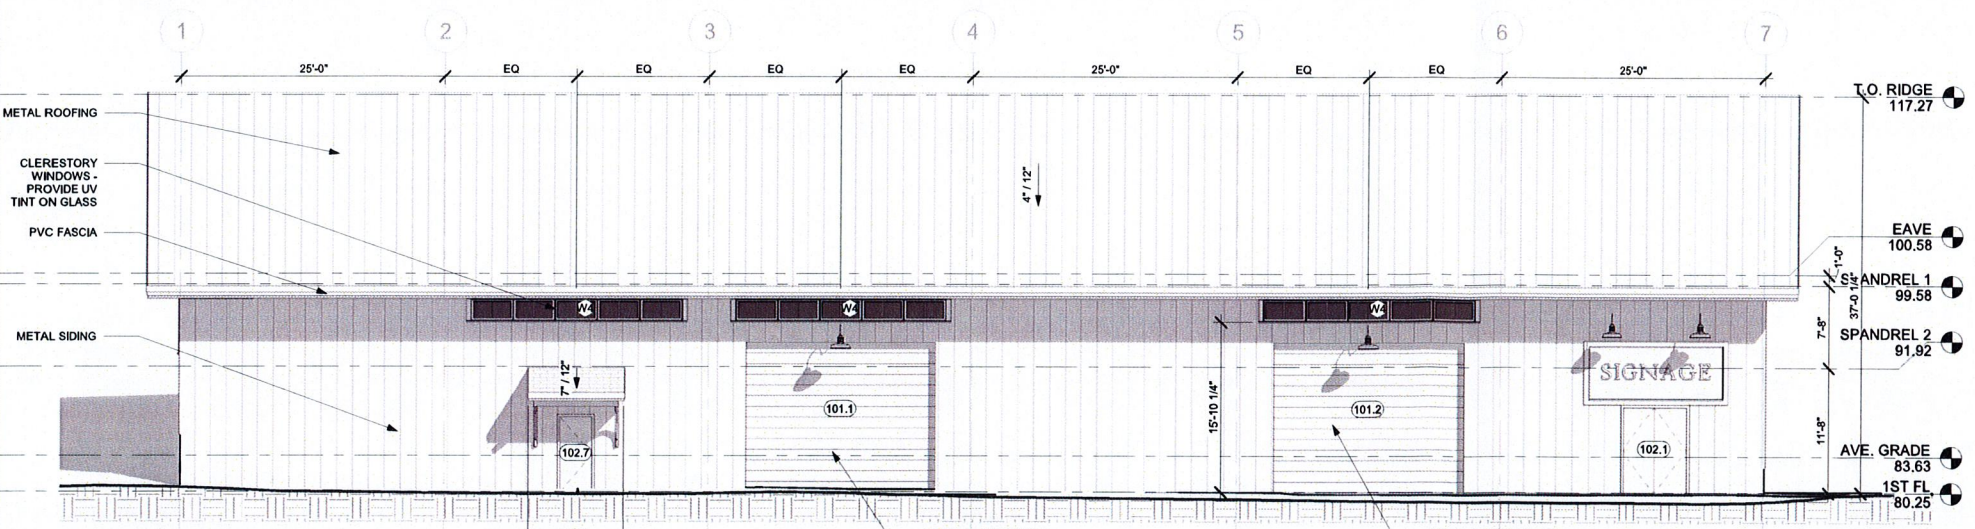 1 2 3 4 5 6 7
25'-0" EQ EQ EQ EQ 25'-0" EQ EQ 25'-0"
T.O. RIDGE
117.27
METAL ROOFING
CLERESTORY
WINDOWS -
PROVIDE UV
TINT ON GLASS
4" / 12"
PVC FASCIA
EAVE
100.58
1'-0"
SPANDREL 1
99.58
37'-0 1/4"
W2 W2 W2
7'-8"
METAL SIDING
SPANDREL 2
91.92
7" / 12"
SIGNAGE
101.1
101.2
15'-10 1/4"
11'-8"
102.7
102.1
AVE. GRADE
83.63
1ST FL
80.25